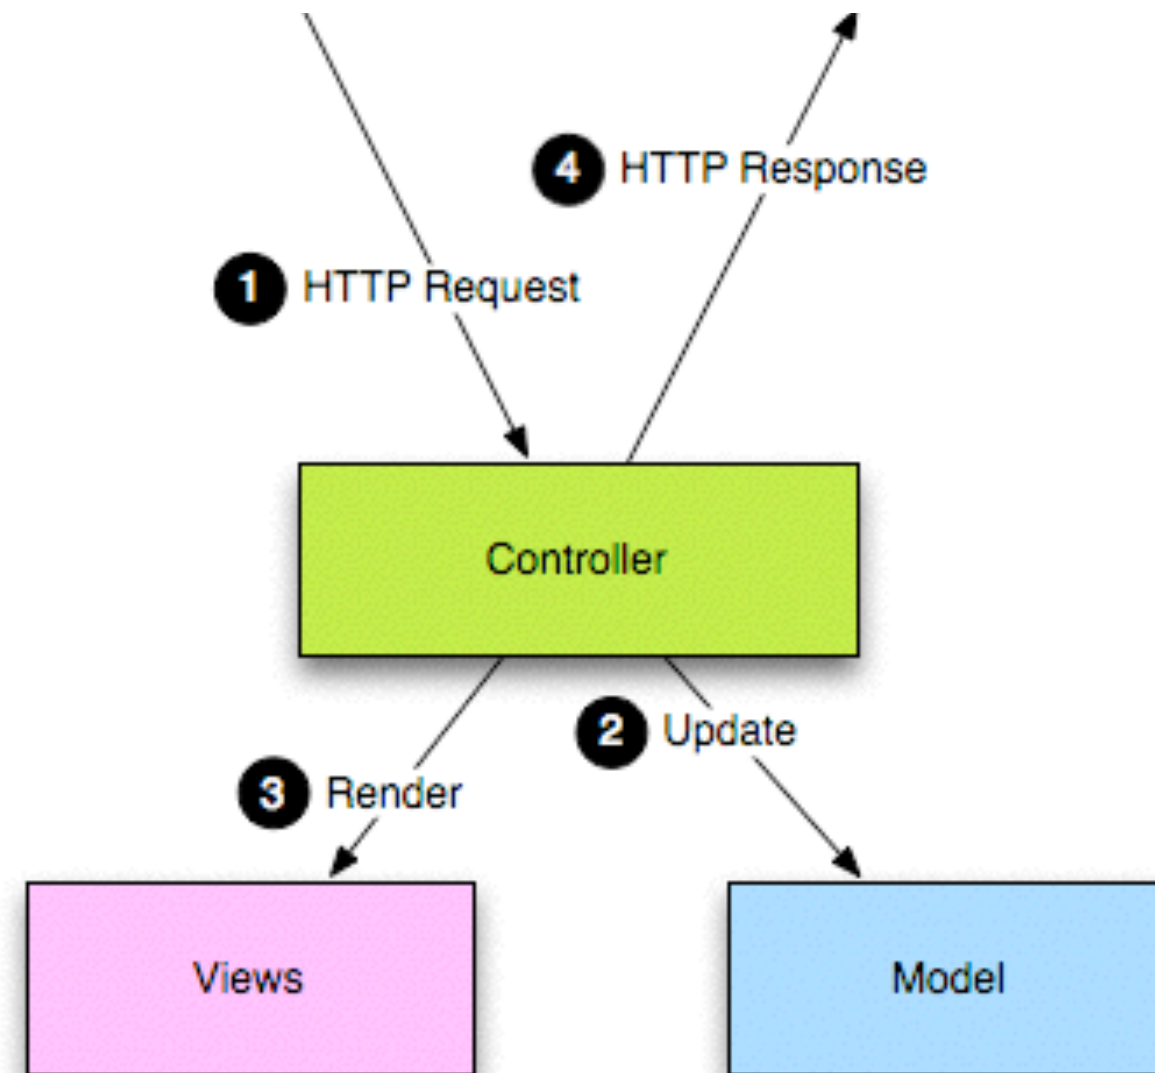 4 HTTP Response
1 HTTP Request
Controller
2 Update
3 Render
Views
Model